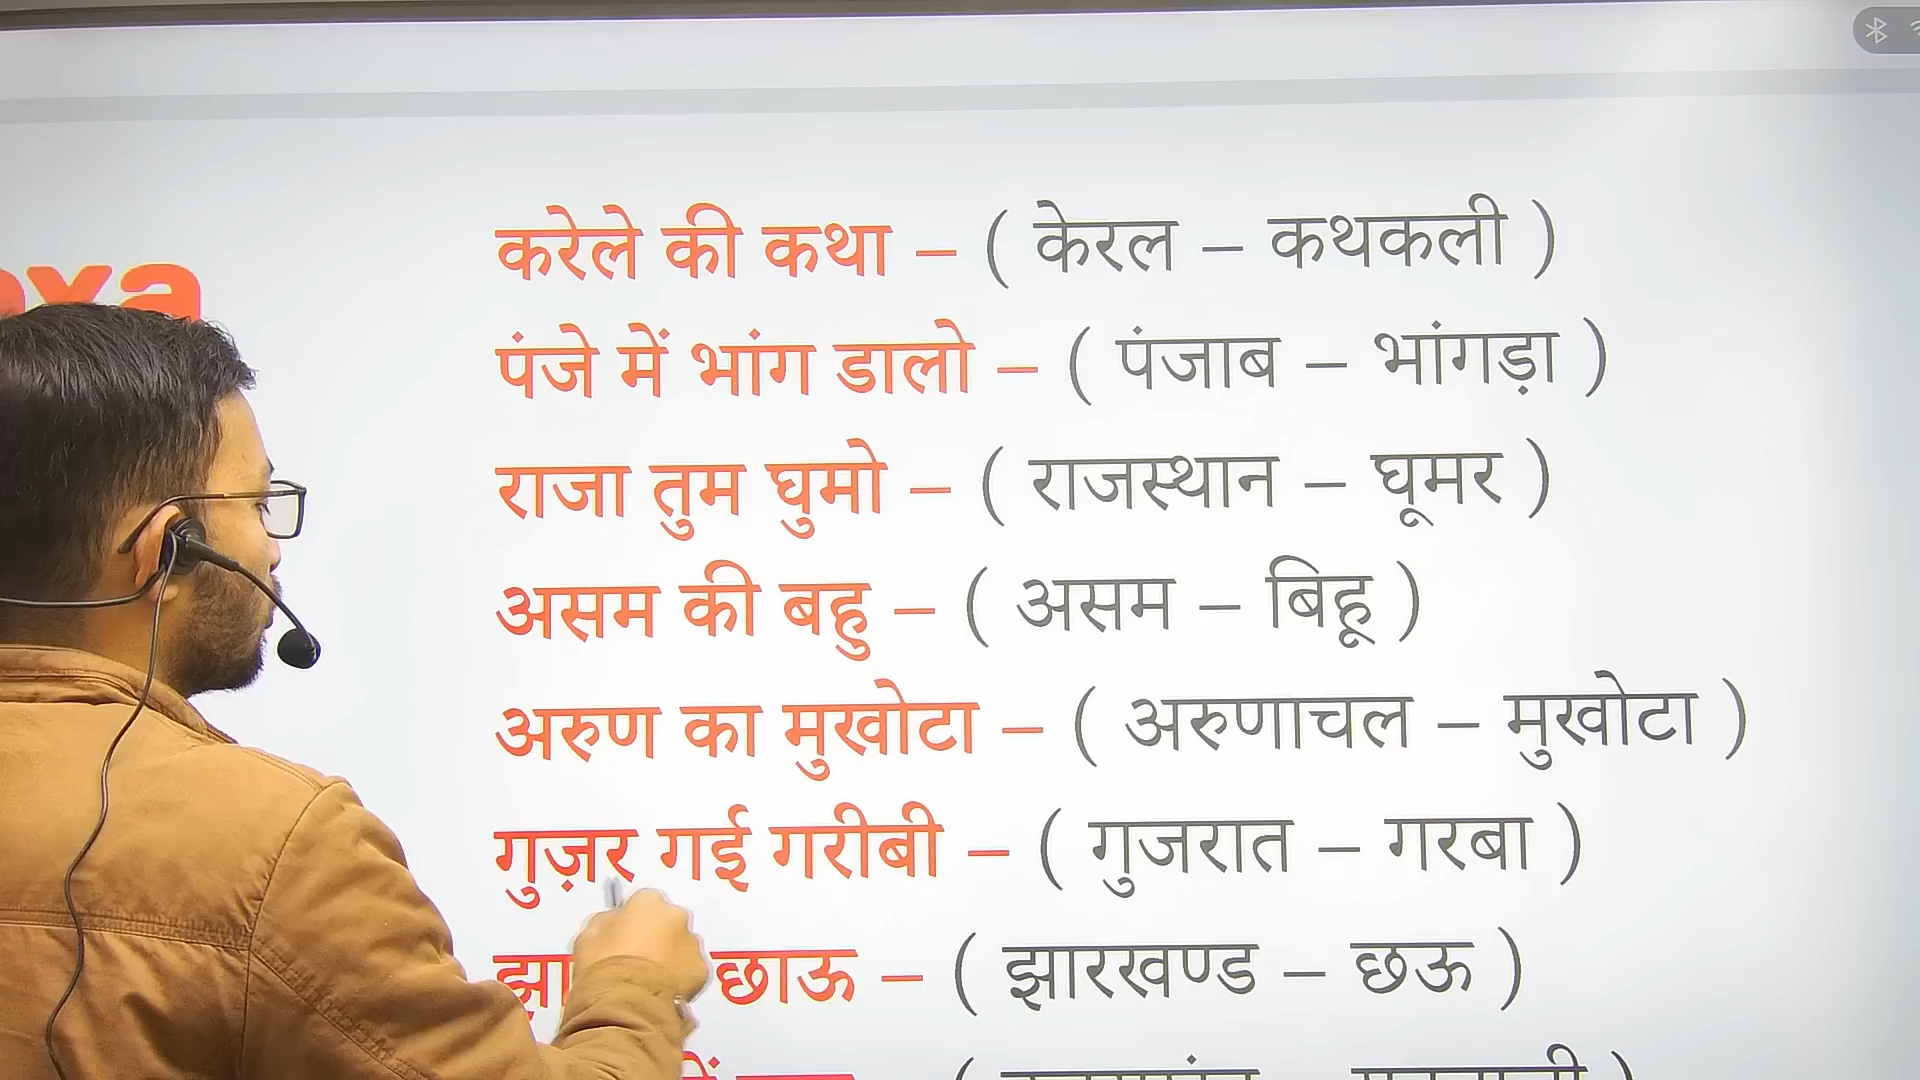 करेले की कथा – ( केरल – कथकली )
पंजे में भांग डालो – ( पंजाब – भांगड़ा )
राजा तुम घुमो – ( राजस्थान – घूमर )
असम की बहु – ( असम – बिहू )
अरुण का मुखोटा – ( अरुणाचल – मुखोटा )
गुज़र गई गरीबी – ( गुजरात – गरबा )
छाऊ – ( झारखण्ड – छऊ )